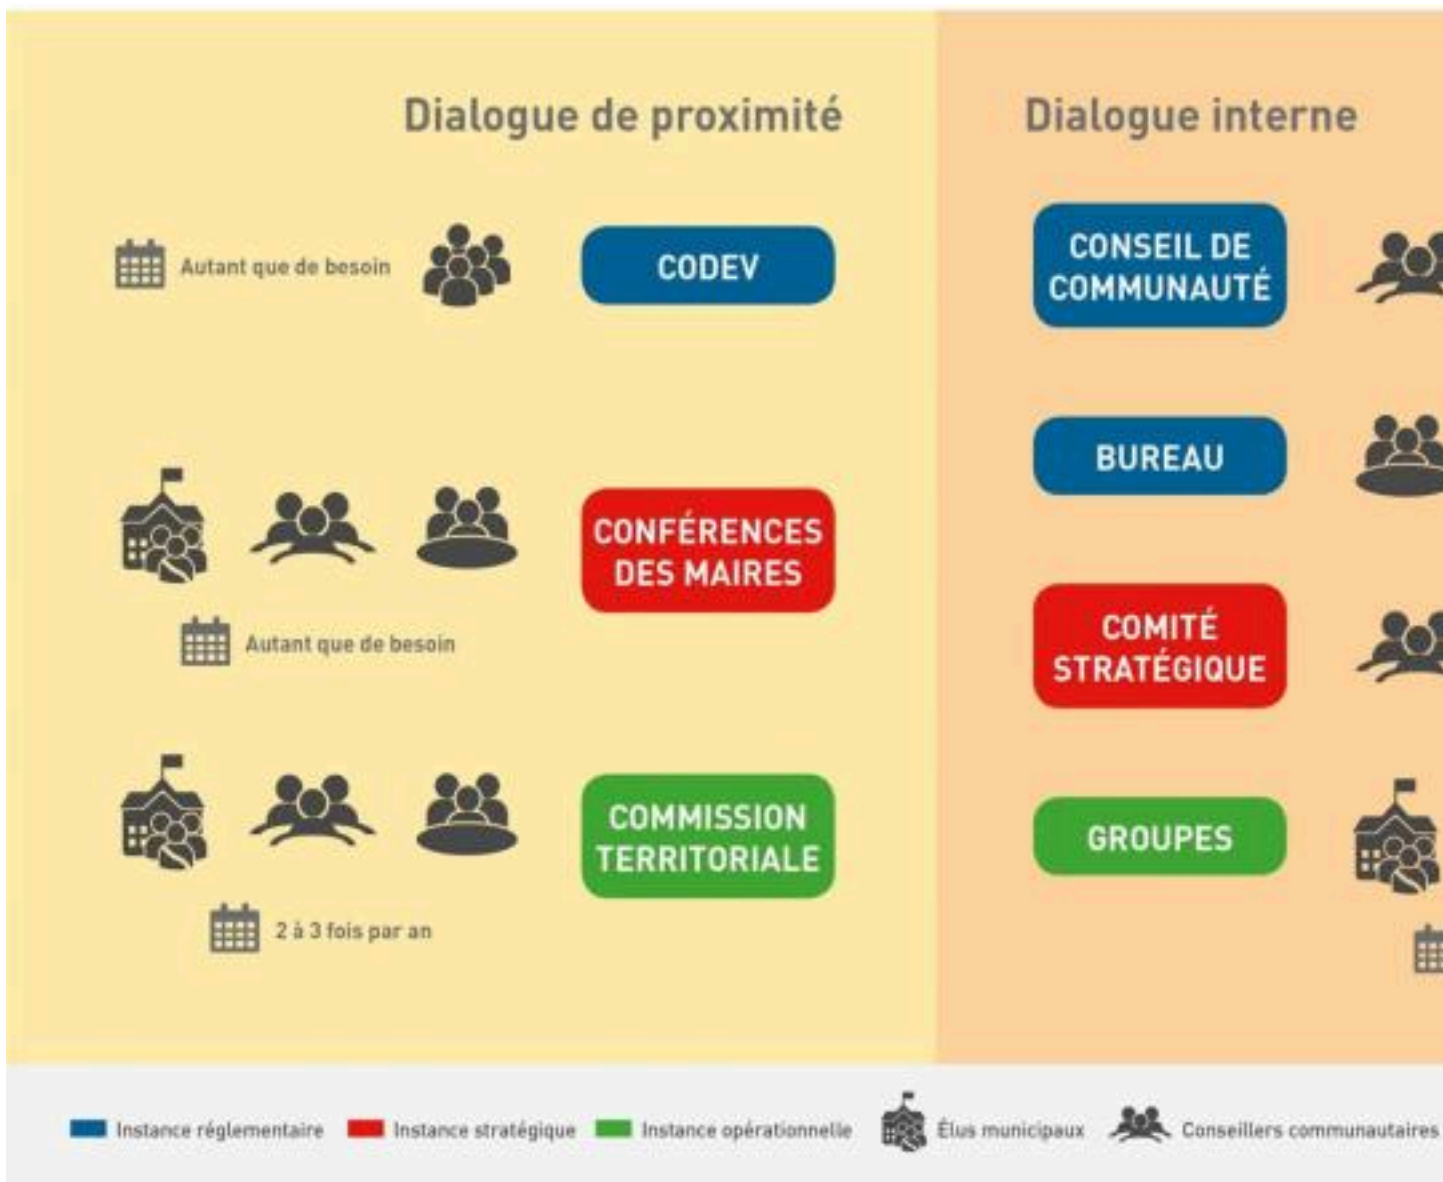 Dialogue de proximité
Autant que de besoin
CODEV
CONFÉRENCES
DES MAIRES
Autant que de besoin
COMMISSION
TERRITORIALE
2 à 3 fois par an
Dialogue interne
CONSEIL DE
COMMUNAUTÉ
BUREAU
COMITÉ
STRATÉGIQUE
GROUPES
Instance réglementaire
Instance stratégique
Instance opérationnelle
Élus municipaux
Conseillers communautaires